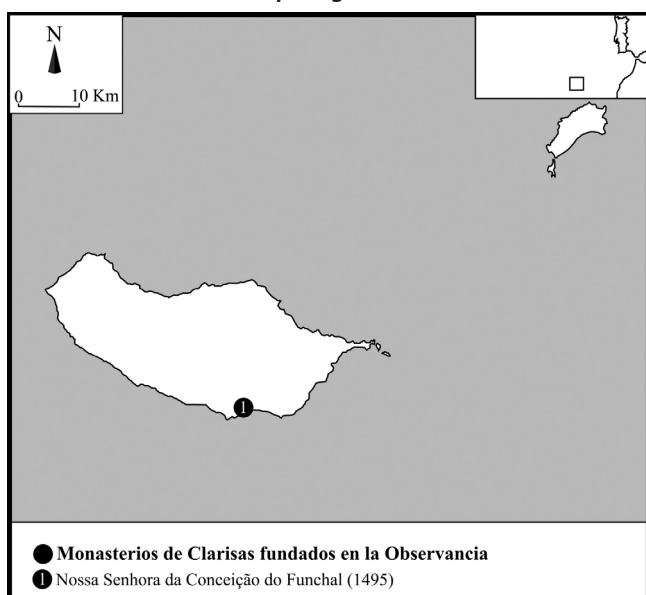 N
0 10 Km
1
● Monasterios de Clarisas fundados en la Observancia
1 Nossa Senhora da Conceição do Funchal (1495)